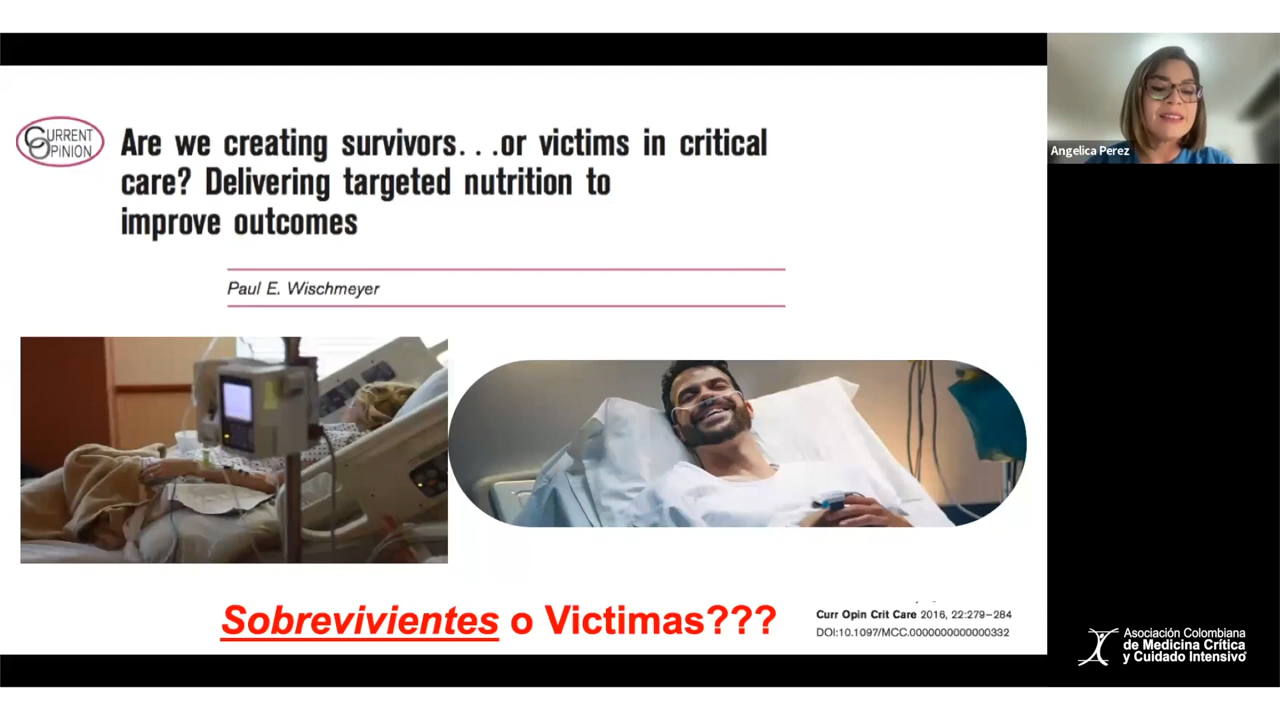 CURRENT
OPINION
Are we creating survivors...or victims in critical
care? Delivering targeted nutrition to
improve outcomes
Paul E. Wischmeyer
Angelica Perez
Sobrevivientes o Victimas???
Curr Opin Crit Care 2016, 22:279–284
DOI:10.1097/MCC.0000000000000332
Asociación Colombiana
de Medicina Crítica
y Cuidado Intensivo